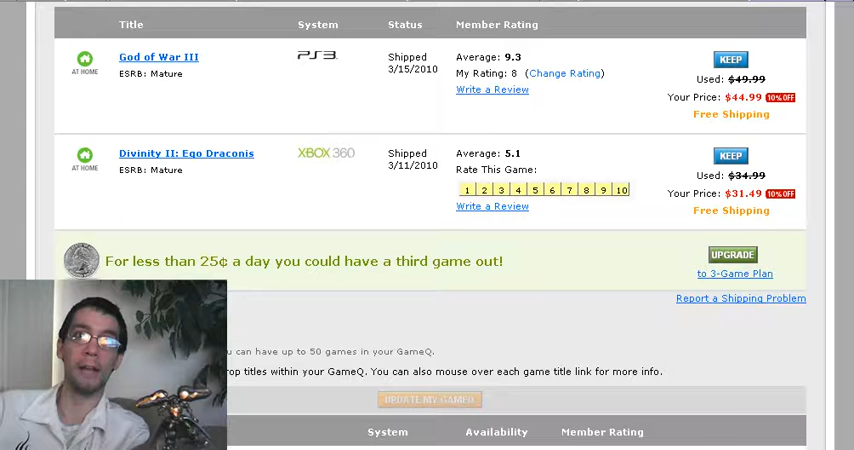 Title System Status Member Rating
God of War III PS3 Shipped Average: 9.3 KEEP
AT HOME ESRB: Mature 3/15/2010 My Rating: 8 (Change Rating) Used: $49.99
Write a Review Your Price: $44.99 10% OFF
Free Shipping
Divinity II: Ego Draconis XBOX 360 Shipped Average: 5.1 KEEP
AT HOME ESRB: Mature 3/11/2010 Rate This Game: Used: $34.99
1 2 3 4 5 6 7 8 9 10 Your Price: $31.49 10% OFF
Write a Review Free Shipping
For less than 25¢ a day you could have a third game out! UPGRADE
to 3-Game Plan
Report a Shipping Problem
can have up to 50 games in your GameQ.
titles within your GameQ. You can also mouse over each game title link for more info.
UPDATE MY GAMEQ
System Availability Member Rating